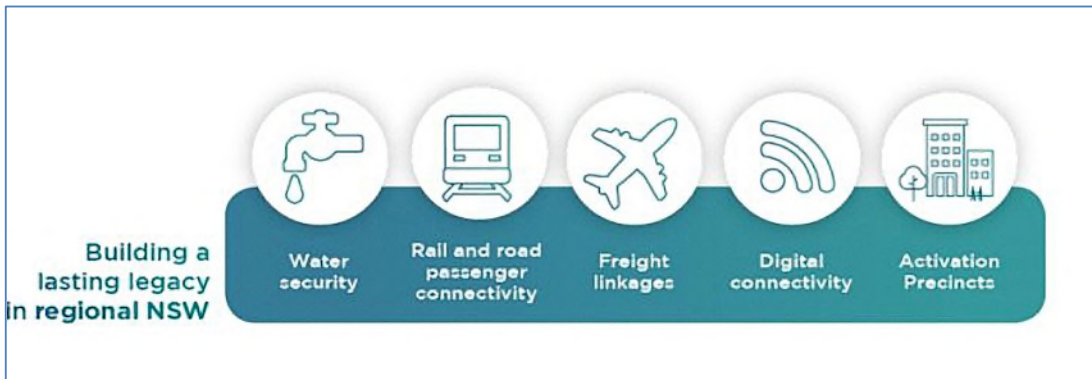 Building a
lasting legacy
in regional NSW
Water
security
Rail and road
passenger
connectivity
Freight
linkages
Digital
connectivity
Activation
Precincts